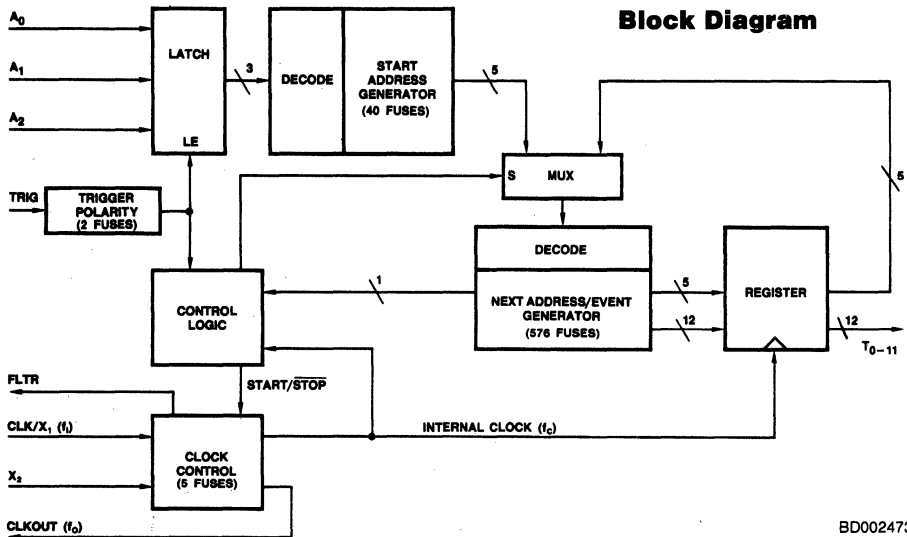 Block Diagram
A0
A1
A2
LATCH
LE
3
DECODE
START
ADDRESS
GENERATOR
(40 FUSES)
5
S MUX
5
TRIG
TRIGGER
POLARITY
(2 FUSES)
DECODE
NEXT ADDRESS/EVENT
GENERATOR
(576 FUSES)
1
5
12
REGISTER
12
T0–11
CONTROL
LOGIC
START/STOP
FLTR
CLK/X1 (fi)
X2
CLKOUT (fo)
CLOCK
CONTROL
(5 FUSES)
INTERNAL CLOCK (fc)
BD002473